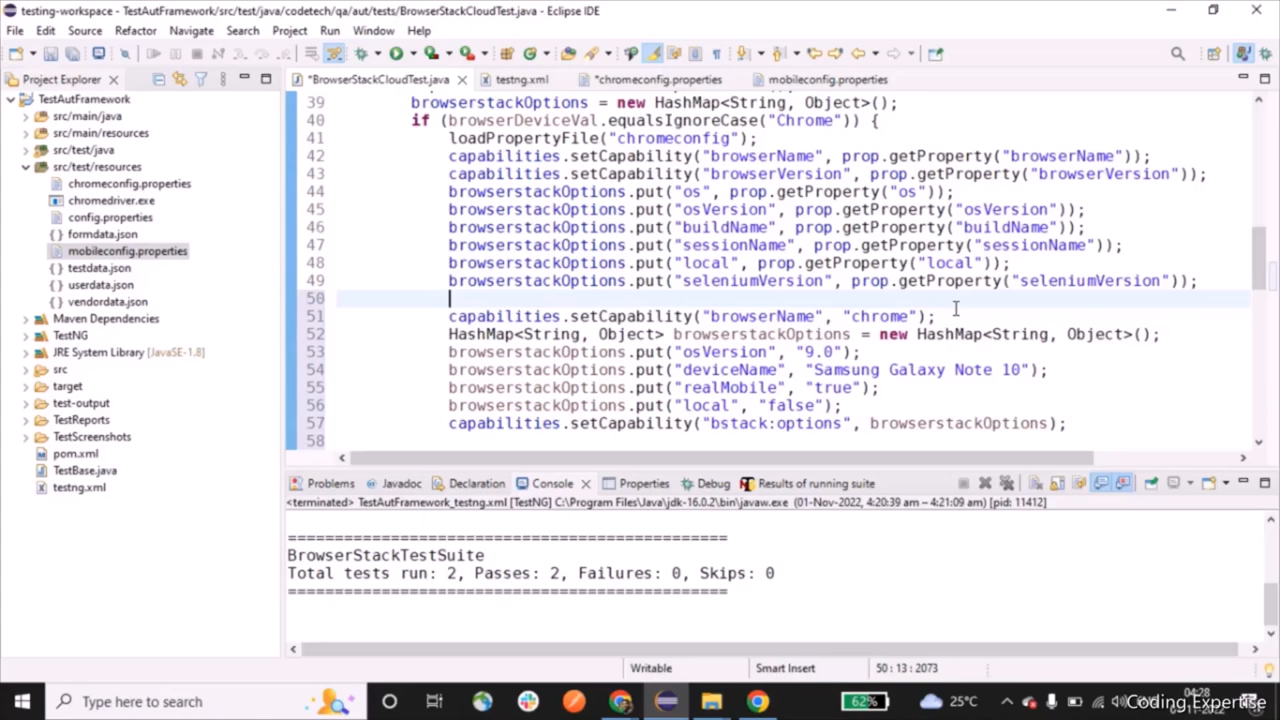 testing-workspace - TestAutFramework/src/test/java/codetech/qa/aut/tests/BrowserStackCloudTest.java - Eclipse IDE
File Edit Source Refactor Navigate Search Project Run Window Help
Project Explorer
TestAutFramework
src/main/java
src/main/resources
src/test/java
src/test/resources
chromeconfig.properties
chromedriver.exe
config.properties
formdata.json
mobileconfig.properties
testdata.json
userdata.json
vendordata.json
Maven Dependencies
TestNG
JRE System Library [JavaSE-1.8]
src
target
test-output
TestReports
TestScreenshots
pom.xml
TestBase.java
testng.xml
*BrowserStackCloudTest.java testng.xml *chromeconfig.properties mobileconfig.properties
39 browserstackOptions = new HashMap<String, Object>();
40 if (browserDeviceVal.equalsIgnoreCase("Chrome")) {
41 loadPropertyFile("chromeconfig");
42 capabilities.setCapability("browserName", prop.getProperty("browserName"));
43 capabilities.setCapability("browserVersion", prop.getProperty("browserVersion"));
44 browserstackOptions.put("os", prop.getProperty("os"));
45 browserstackOptions.put("osVersion", prop.getProperty("osVersion"));
46 browserstackOptions.put("buildName", prop.getProperty("buildName"));
47 browserstackOptions.put("sessionName", prop.getProperty("sessionName"));
48 browserstackOptions.put("local", prop.getProperty("local"));
49 browserstackOptions.put("seleniumVersion", prop.getProperty("seleniumVersion"));
50
51 capabilities.setCapability("browserName", "chrome");
52 HashMap<String, Object> browserstackOptions = new HashMap<String, Object>();
53 browserstackOptions.put("osVersion", "9.0");
54 browserstackOptions.put("deviceName", "Samsung Galaxy Note 10");
55 browserstackOptions.put("realMobile", "true");
56 browserstackOptions.put("local", "false");
57 capabilities.setCapability("bstack:options", browserstackOptions);
58
Problems Javadoc Declaration Console Properties Debug Results of running suite
<terminated> TestAutFramework_testng.xml [TestNG] C:\Program Files\Java\jdk-16.0.2\bin\javaw.exe (01-Nov-2022, 4:20:39 am – 4:21:09 am) [pid: 11412]
===============================================
BrowserStackTestSuite
Total tests run: 2, Passes: 2, Failures: 0, Skips: 0
===============================================
Writable Smart Insert 50 : 13 : 2073
Type here to search
62%
25°C
04:28
Coding Expertise